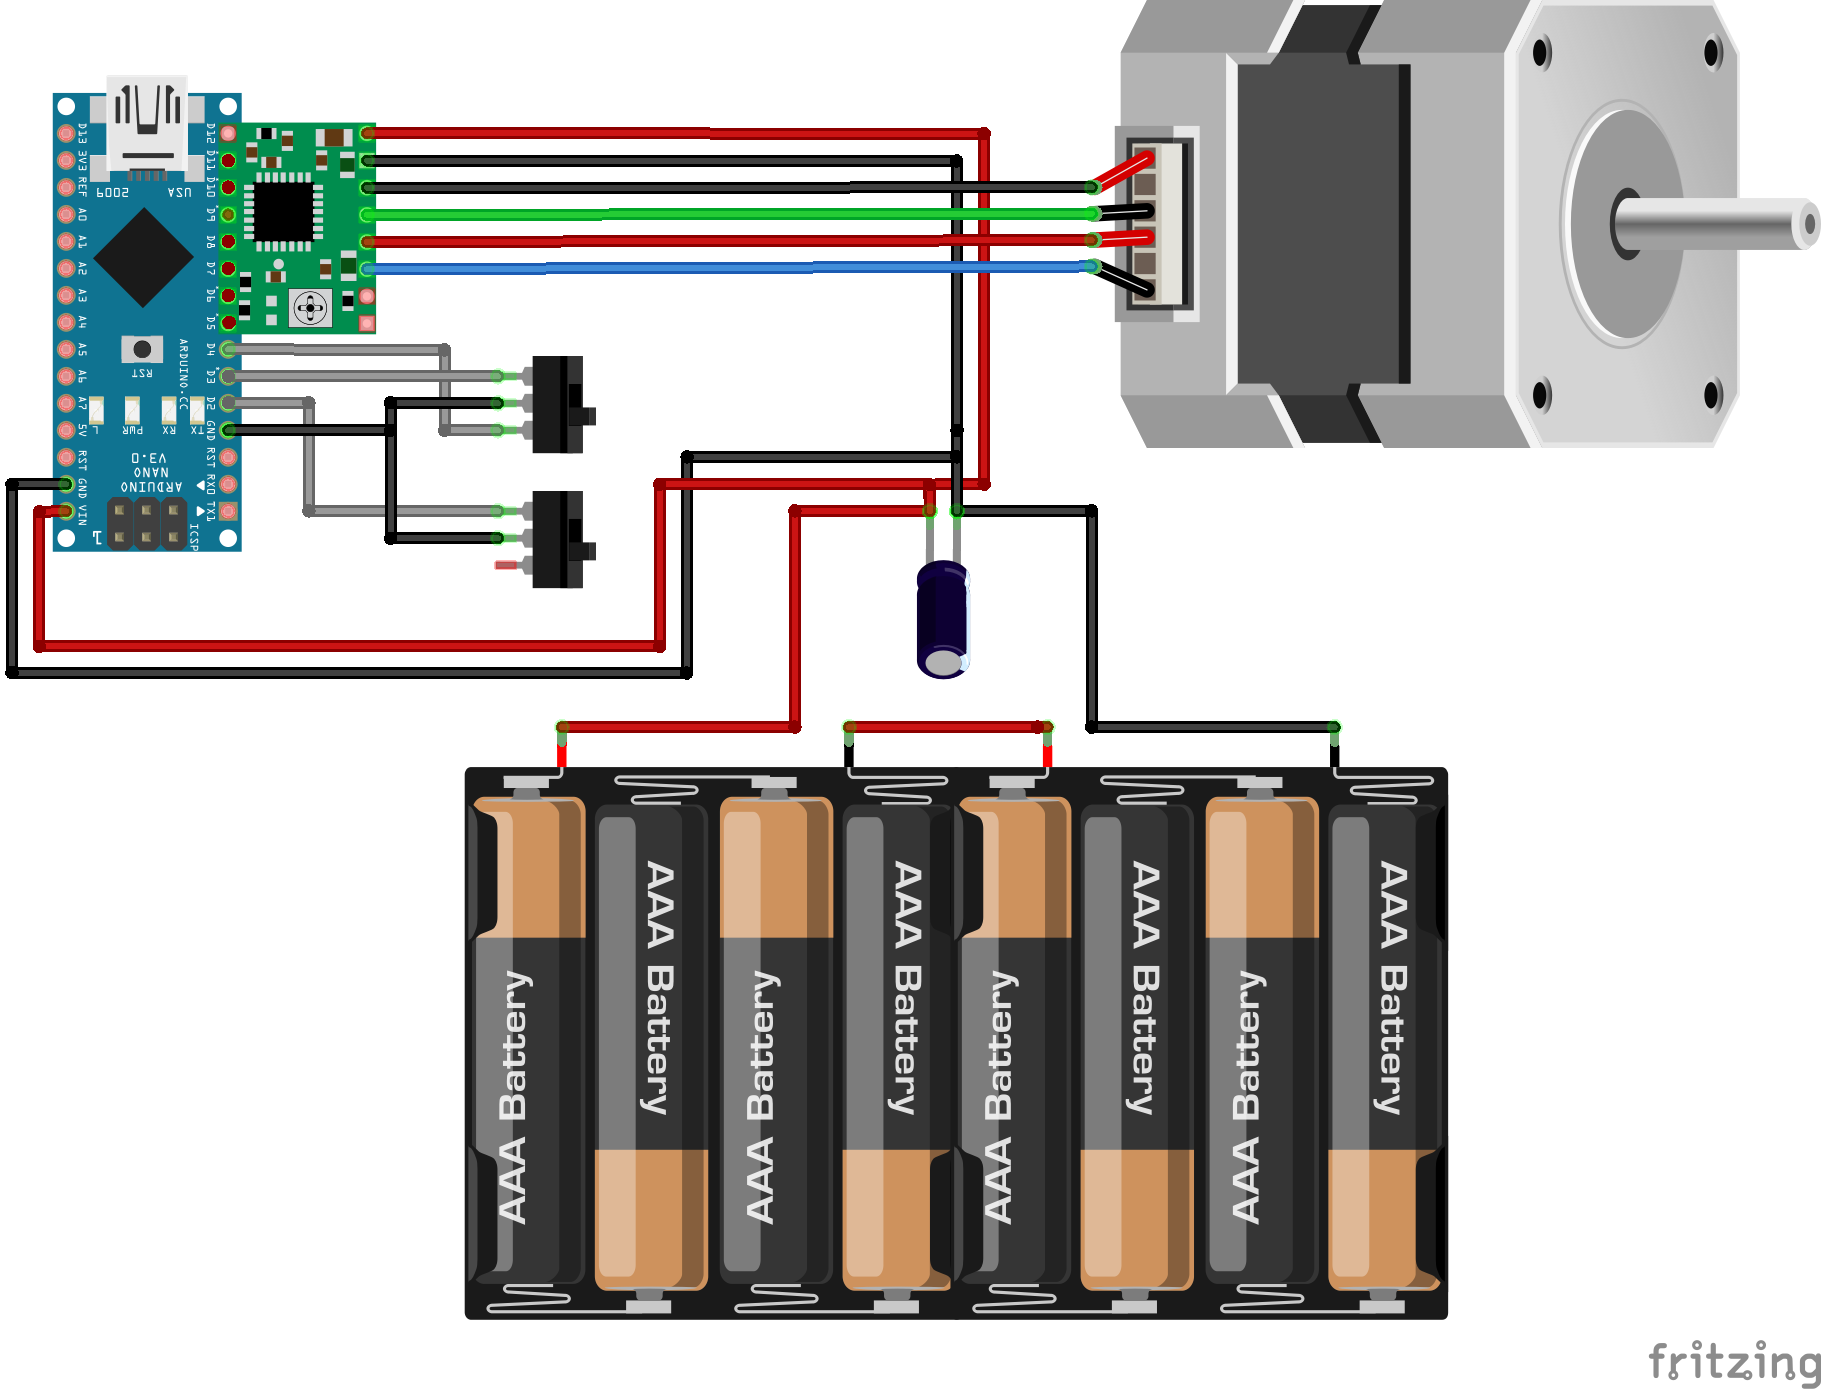 D13
3V3
REF
A0
A1
A2
A3
A4
A5
A6
A7
5V
RST
GND
VIN
D12
D11
D10
D9
D8
D7
D6
D5
D4
D3
D2
GND
RST
RX0
TX1
2009
USA
RST
ARDUINO.CC
L
PWR
RX
TX
ARDUINO
NANO
V3.0
1
ICSP
AAA Battery
AAA Battery
AAA Battery
AAA Battery
AAA Battery
AAA Battery
AAA Battery
AAA Battery
fritzing